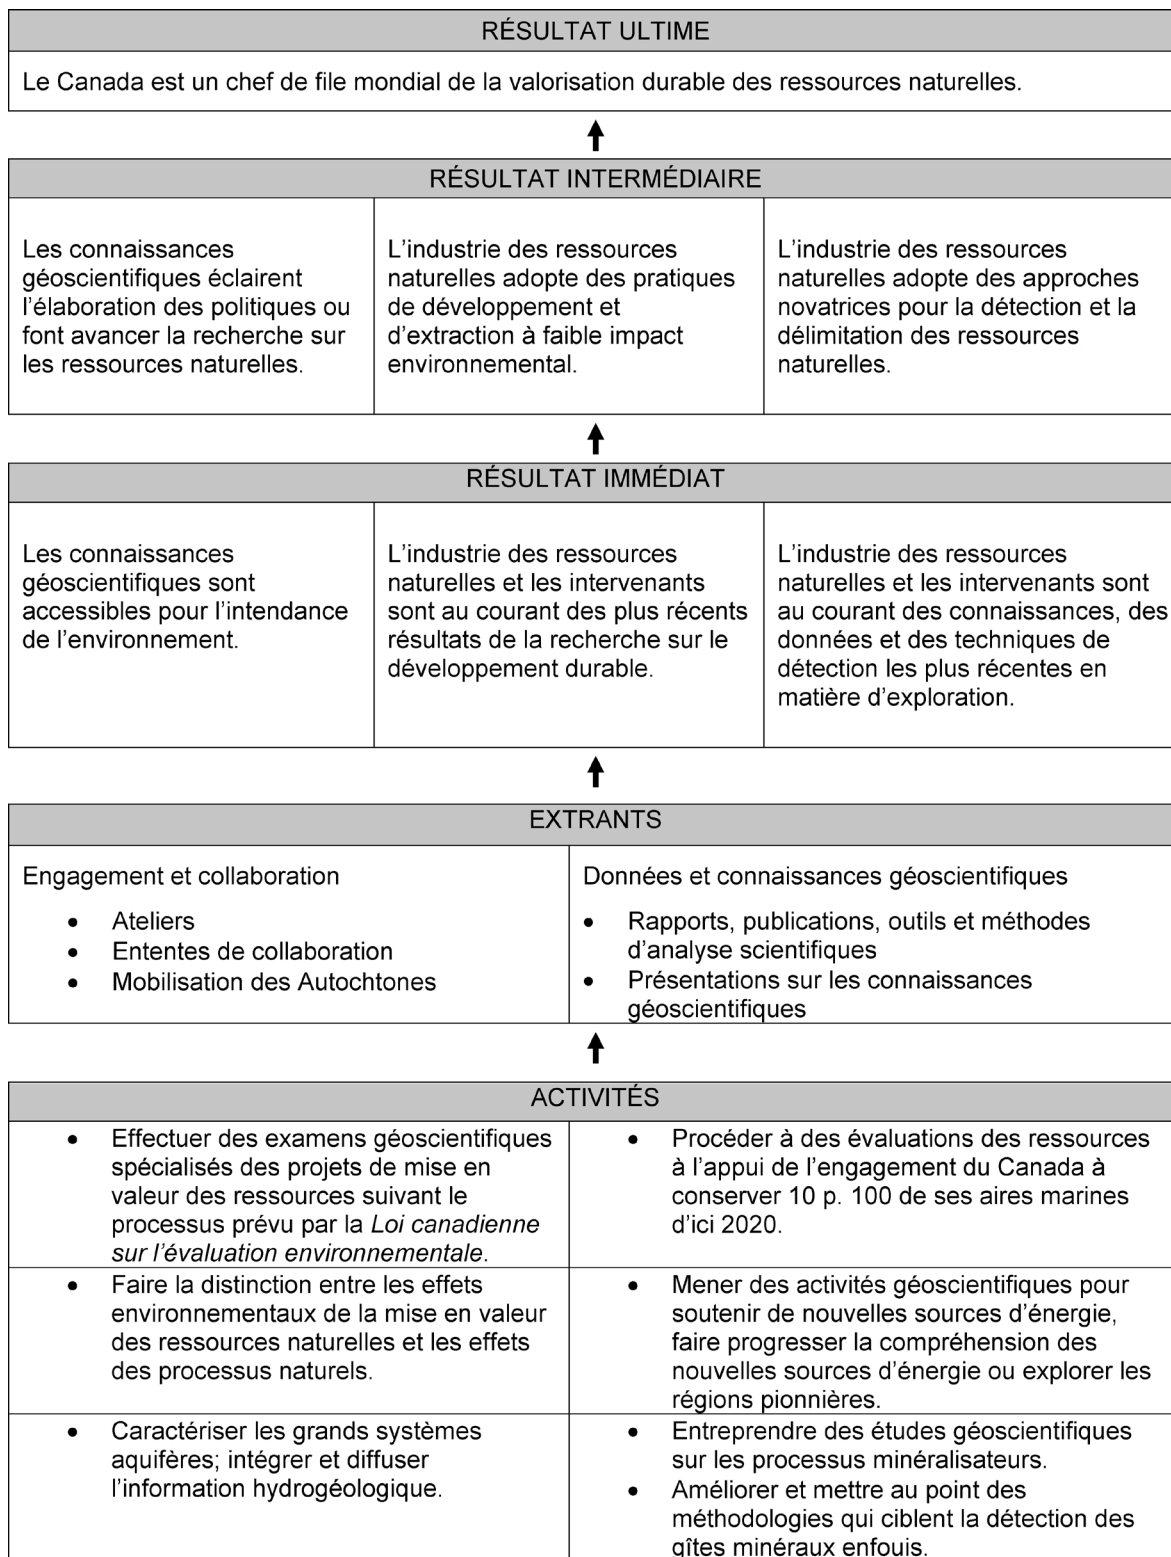 RÉSULTAT ULTIME
Le Canada est un chef de file mondial de la valorisation durable des ressources naturelles.
RÉSULTAT INTERMÉDIAIRE
Les connaissances
géoscientifiques éclairent
l’élaboration des politiques ou
font avancer la recherche sur
les ressources naturelles.
L’industrie des ressources
naturelles adopte des pratiques
de développement et
d’extraction à faible impact
environnemental.
L’industrie des ressources
naturelles adopte des approches
novatrices pour la détection et la
délimitation des ressources
naturelles.
RÉSULTAT IMMÉDIAT
Les connaissances
géoscientifiques sont
accessibles pour l’intendance
de l’environnement.
L’industrie des ressources
naturelles et les intervenants
sont au courant des plus récents
résultats de la recherche sur le
développement durable.
L’industrie des ressources
naturelles et les intervenants sont
au courant des connaissances, des
données et des techniques de
détection les plus récentes en
matière d’exploration.
EXTRANTS
Engagement et collaboration
• Ateliers
• Ententes de collaboration
• Mobilisation des Autochtones
Données et connaissances géoscientifiques
• Rapports, publications, outils et méthodes
d’analyse scientifiques
• Présentations sur les connaissances
géoscientifiques
ACTIVITÉS
• Effectuer des examens géoscientifiques
spécialisés des projets de mise en
valeur des ressources suivant le
processus prévu par la Loi canadienne
sur l’évaluation environnementale.
• Procéder à des évaluations des ressources
à l’appui de l’engagement du Canada à
conserver 10 p. 100 de ses aires marines
d’ici 2020.
• Faire la distinction entre les effets
environnementaux de la mise en valeur
des ressources naturelles et les effets
des processus naturels.
• Mener des activités géoscientifiques pour
soutenir de nouvelles sources d’énergie,
faire progresser la compréhension des
nouvelles sources d’énergie ou explorer les
régions pionnières.
• Caractériser les grands systèmes
aquifères; intégrer et diffuser
l’information hydrogéologique.
• Entreprendre des études géoscientifiques
sur les processus minéralisateurs.
• Améliorer et mettre au point des
méthodologies qui ciblent la détection des
gîtes minéraux enfouis.